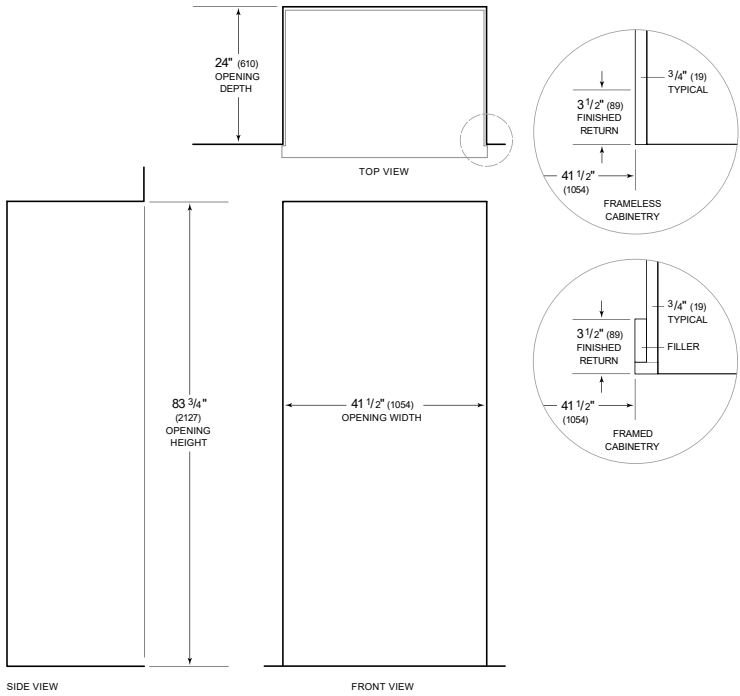 24" (610)
OPENING
DEPTH
TOP VIEW
3/4" (19)
TYPICAL
3 1/2" (89)
FINISHED
RETURN
41 1/2"
(1054)
FRAMELESS
CABINETRY
3/4" (19)
TYPICAL
3 1/2" (89)
FINISHED
RETURN
FILLER
41 1/2"
(1054)
FRAMED
CABINETRY
83 3/4"
(2127)
OPENING
HEIGHT
41 1/2" (1054)
OPENING WIDTH
SIDE VIEW
FRONT VIEW